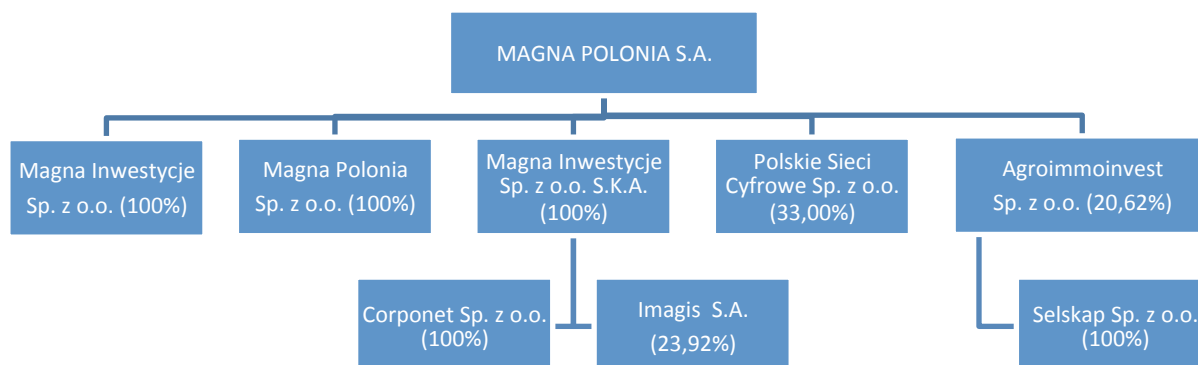 MAGNA POLONIA S.A.
Magna Inwestycje
Sp. z o.o. (100%)
Magna Polonia
Sp. z o.o. (100%)
Magna Inwestycje
Sp. z o.o. S.K.A.
(100%)
Polskie Sieci
Cyfrowe Sp. z o.o.
(33,00%)
Agroimmoinvest
Sp. z o.o. (20,62%)
Corponet Sp. z o.o.
(100%)
Imagis S.A.
(23,92%)
Selskap Sp. z o.o.
(100%)